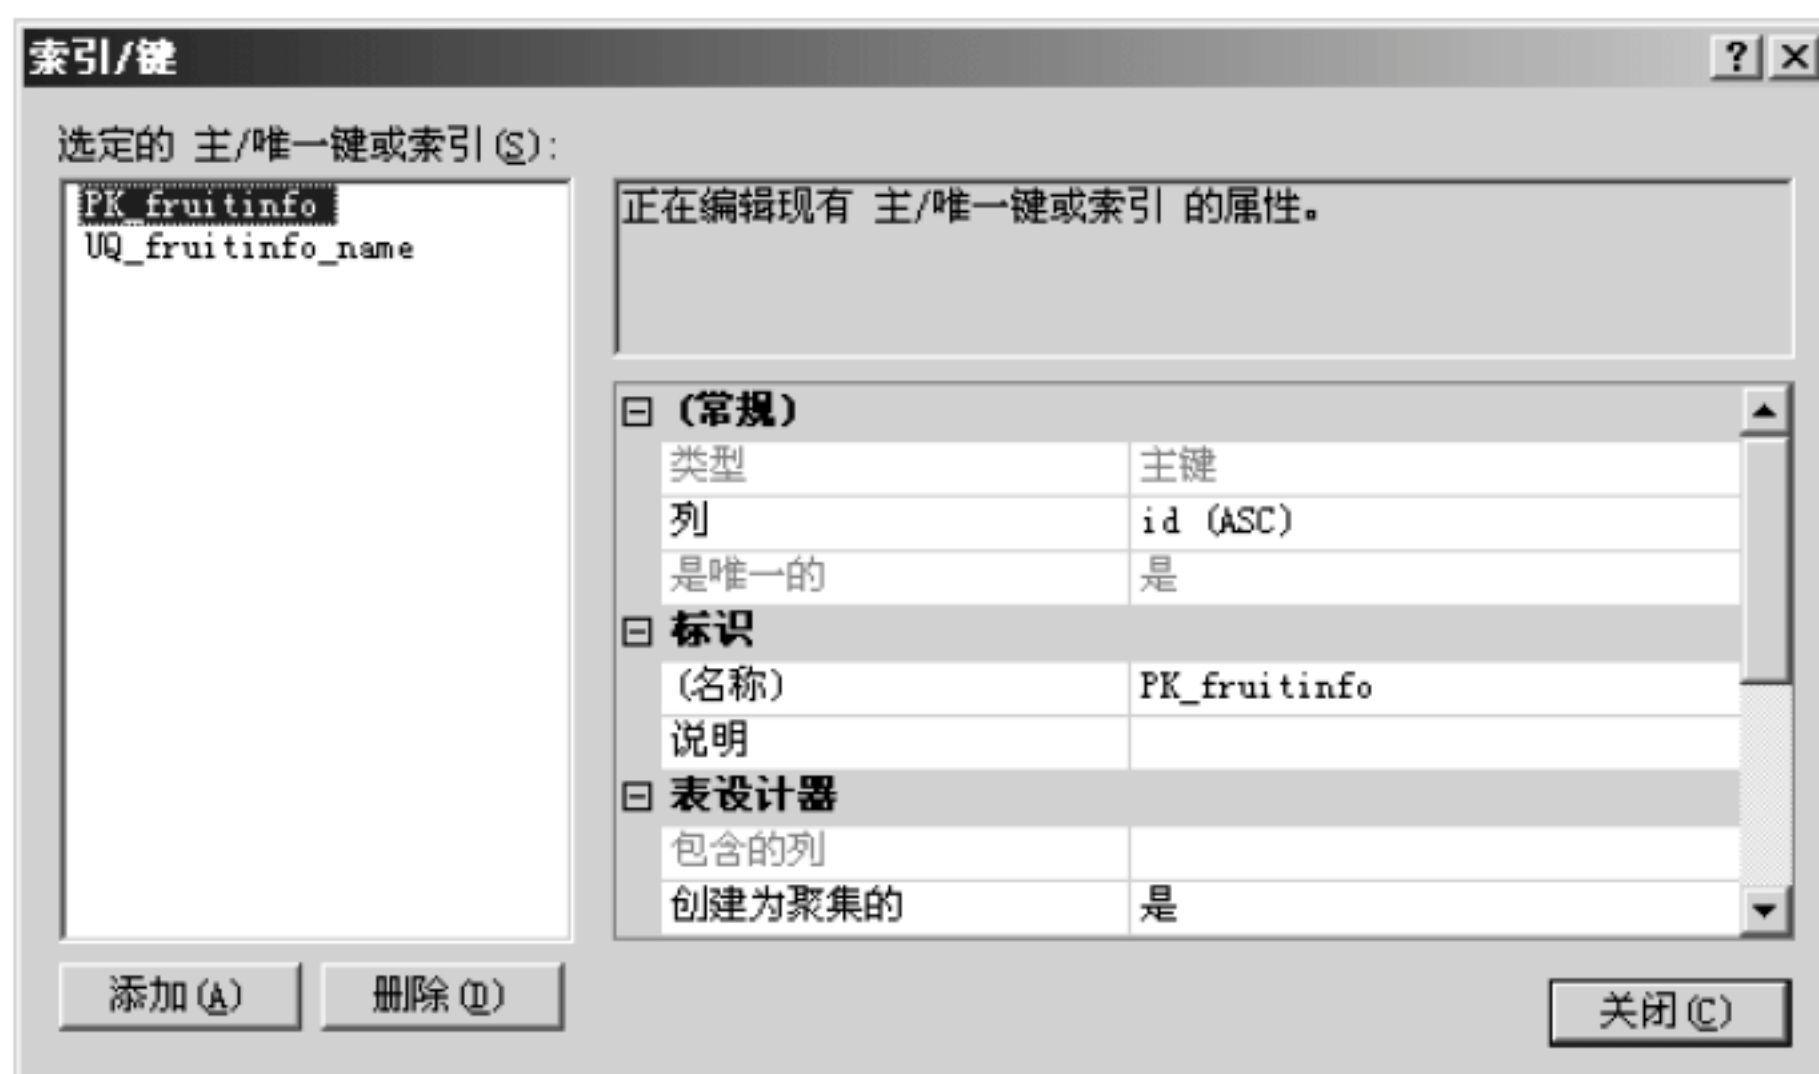 索引/键
选定的 主/唯一键或索引(S):
PK_fruitinfo
UQ_fruitinfo_name
正在编辑现有 主/唯一键或索引 的属性。
(常规)
类型 主键
列 id (ASC)
是唯一的 是
标识
(名称) PK_fruitinfo
说明
表设计器
包含的列
创建为聚集的 是
添加(A) 删除(D)
关闭(C)